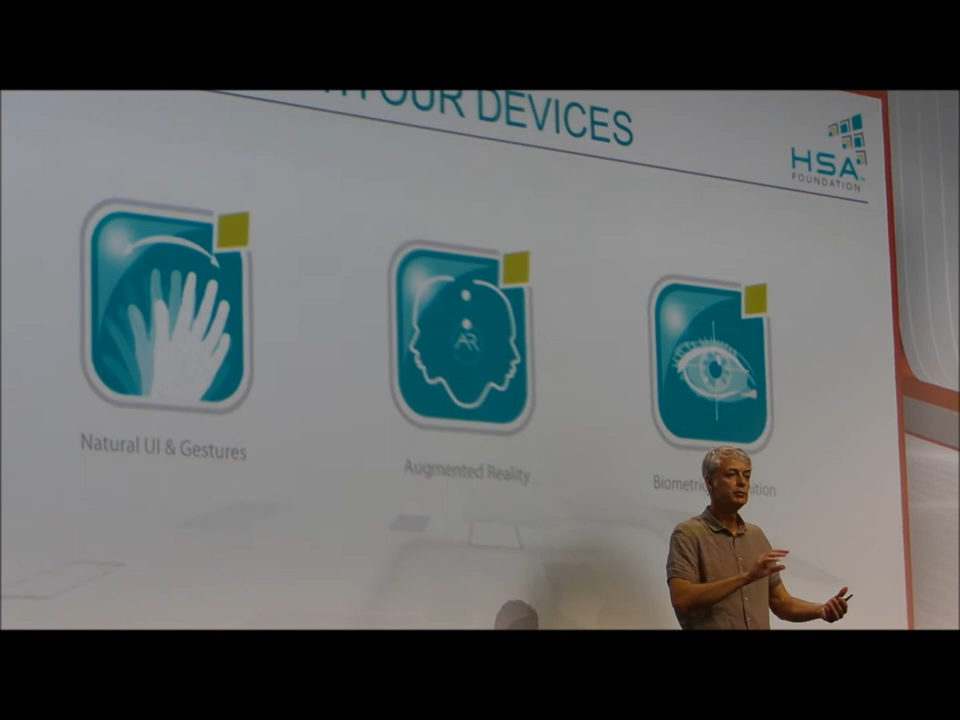 OUR DEVICES
HSA
FOUNDATION
AR
Natural UI & Gestures
Augmented Reality